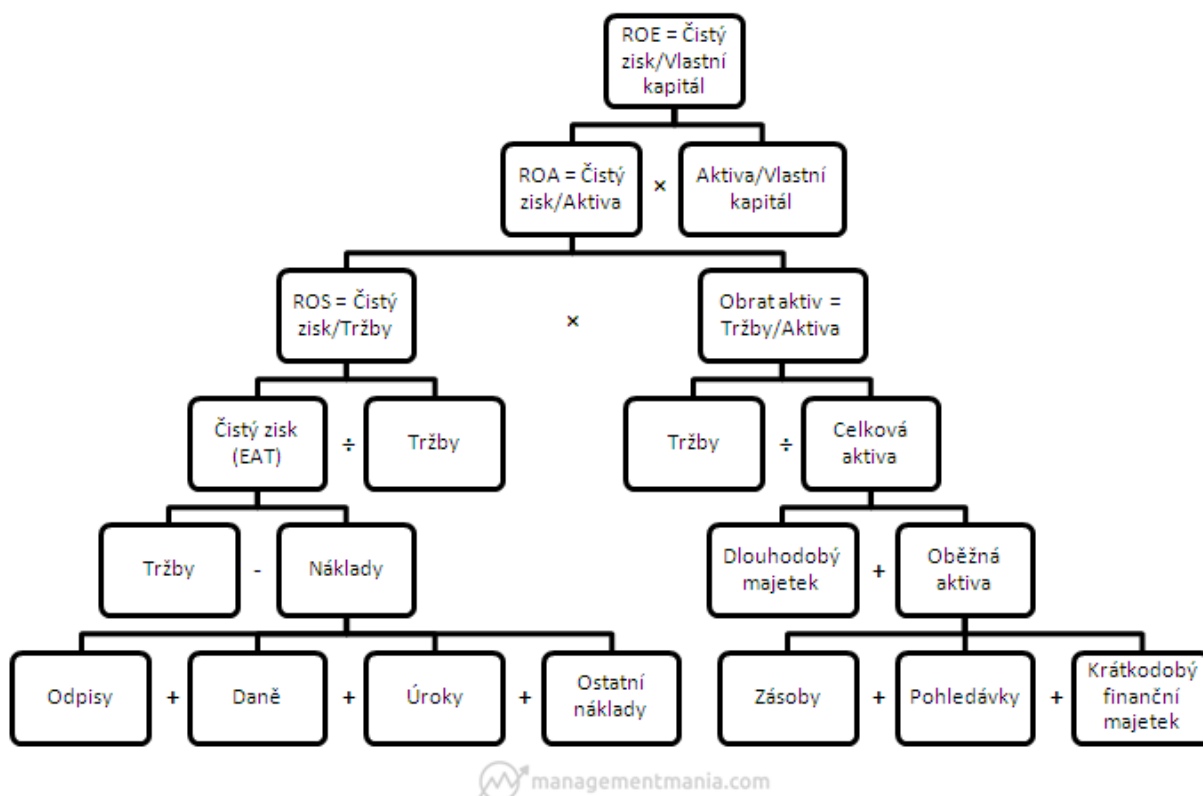 ROE = Čistý
zisk/Vlastní
kapitál
ROA = Čistý
zisk/Aktiva
×
Aktiva/Vlastní
kapitál
ROS = Čistý
zisk/Tržby
×
Obrat aktiv =
Tržby/Aktiva
Čistý zisk
(EAT)
÷
Tržby
Tržby
÷
Celková
aktiva
Tržby
-
Náklady
Dlouhodobý
majetek
+
Oběžná
aktiva
Odpisy
+
Daně
+
Úroky
+
Ostatní
náklady
Zásoby
+
Pohledávky
+
Krátkodobý
finanční
majetek
managementmania.com